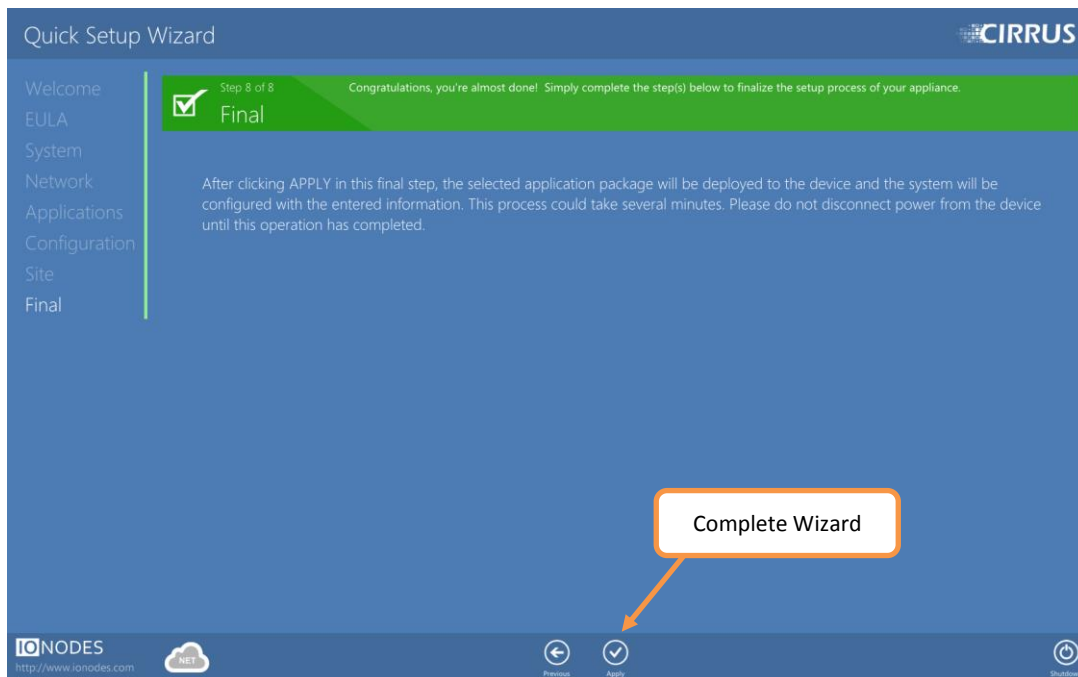 Quick Setup Wizard
CIRRUS
Welcome
EULA
System
Network
Applications
Configuration
Site
Final
Step 8 of 8
Final
Congratulations, you're almost done! Simply complete the step(s) below to finalize the setup process of your appliance.
After clicking APPLY in this final step, the selected application package will be deployed to the device and the system will be
configured with the entered information. This process could take several minutes. Please do not disconnect power from the device
until this operation has completed.
Complete Wizard
IONODES
http://www.ionodes.com
NET
Previous
Apply
Shutdow